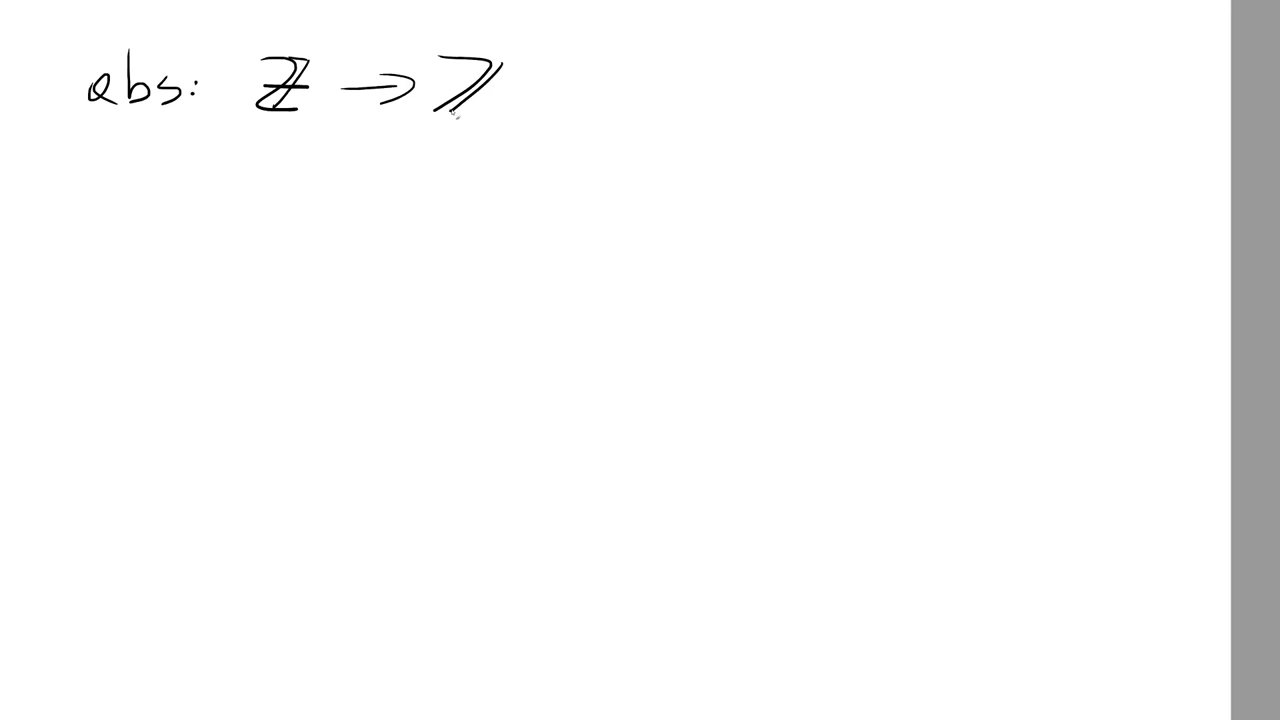 abs: ℤ →